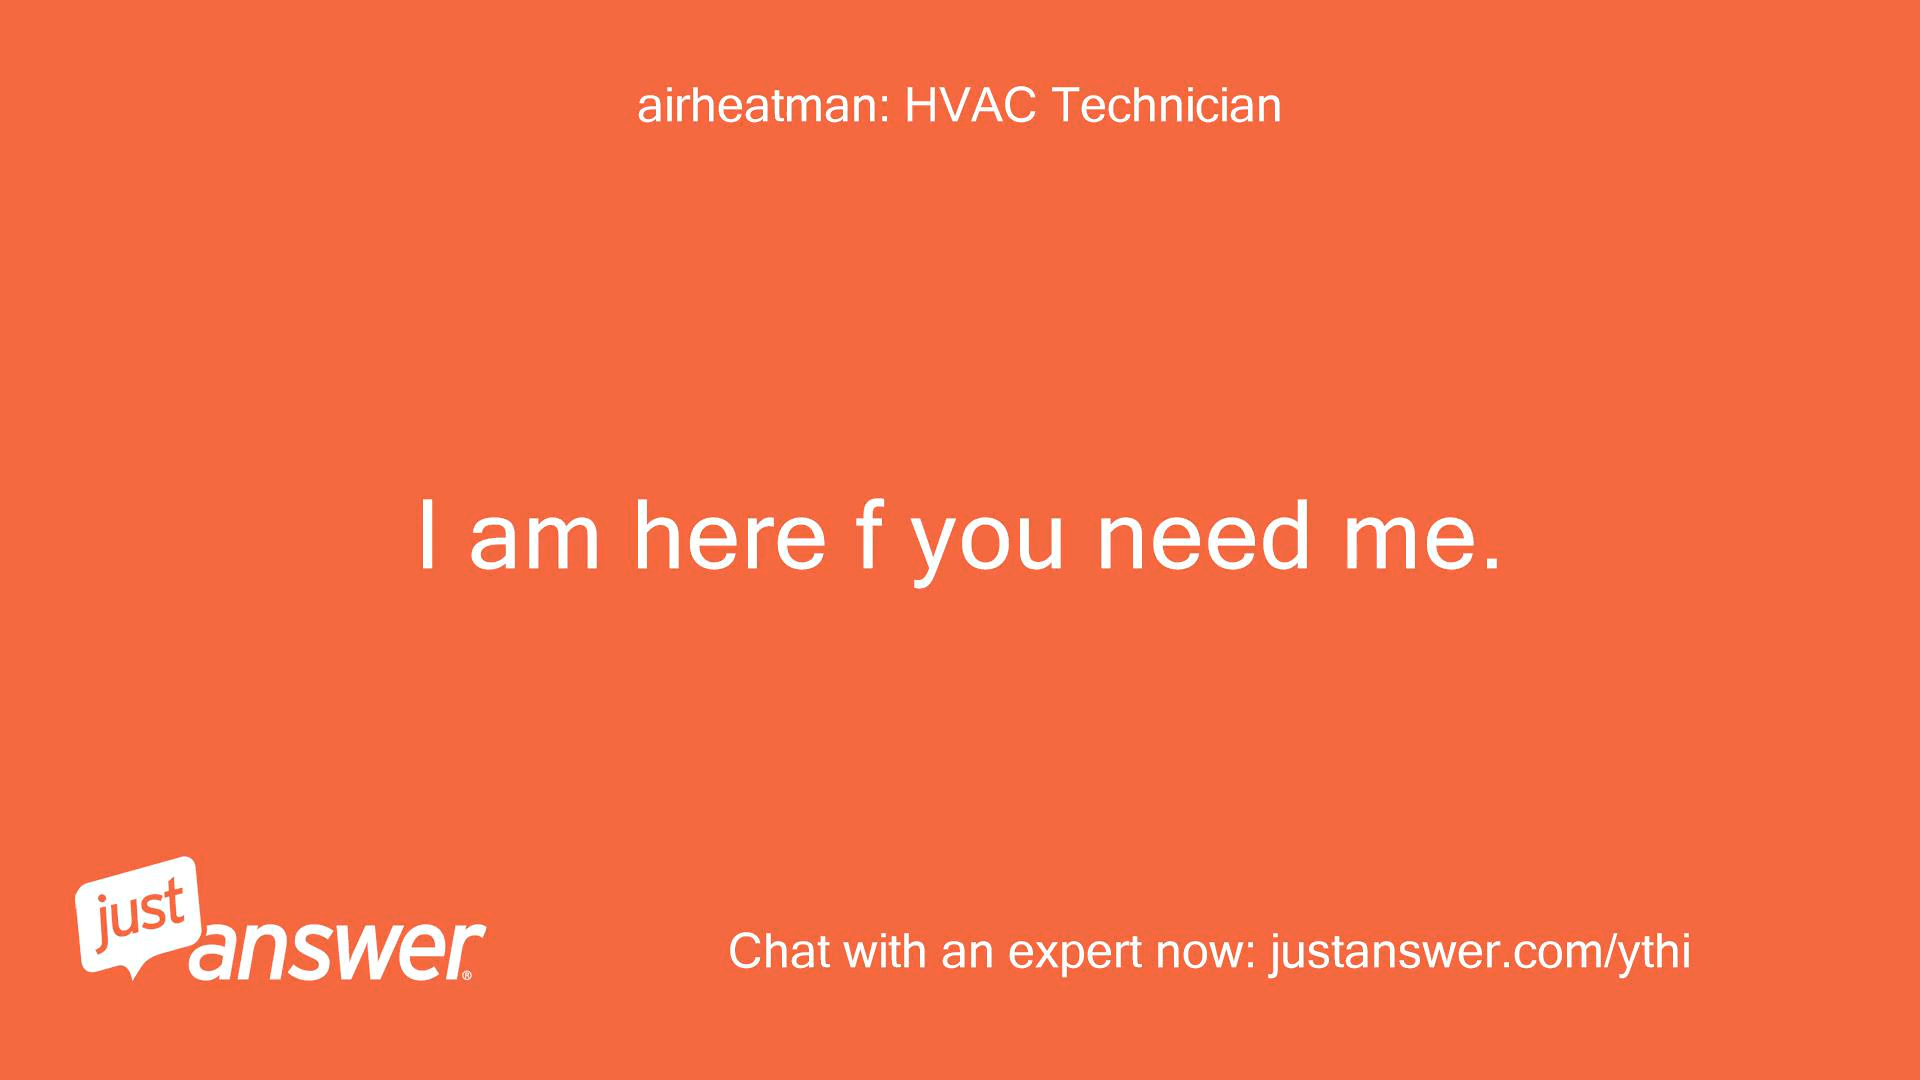 airheatman: HVAC Technician
I am here f you need me.
just
answer®
Chat with an expert now: justanswer.com/ythi